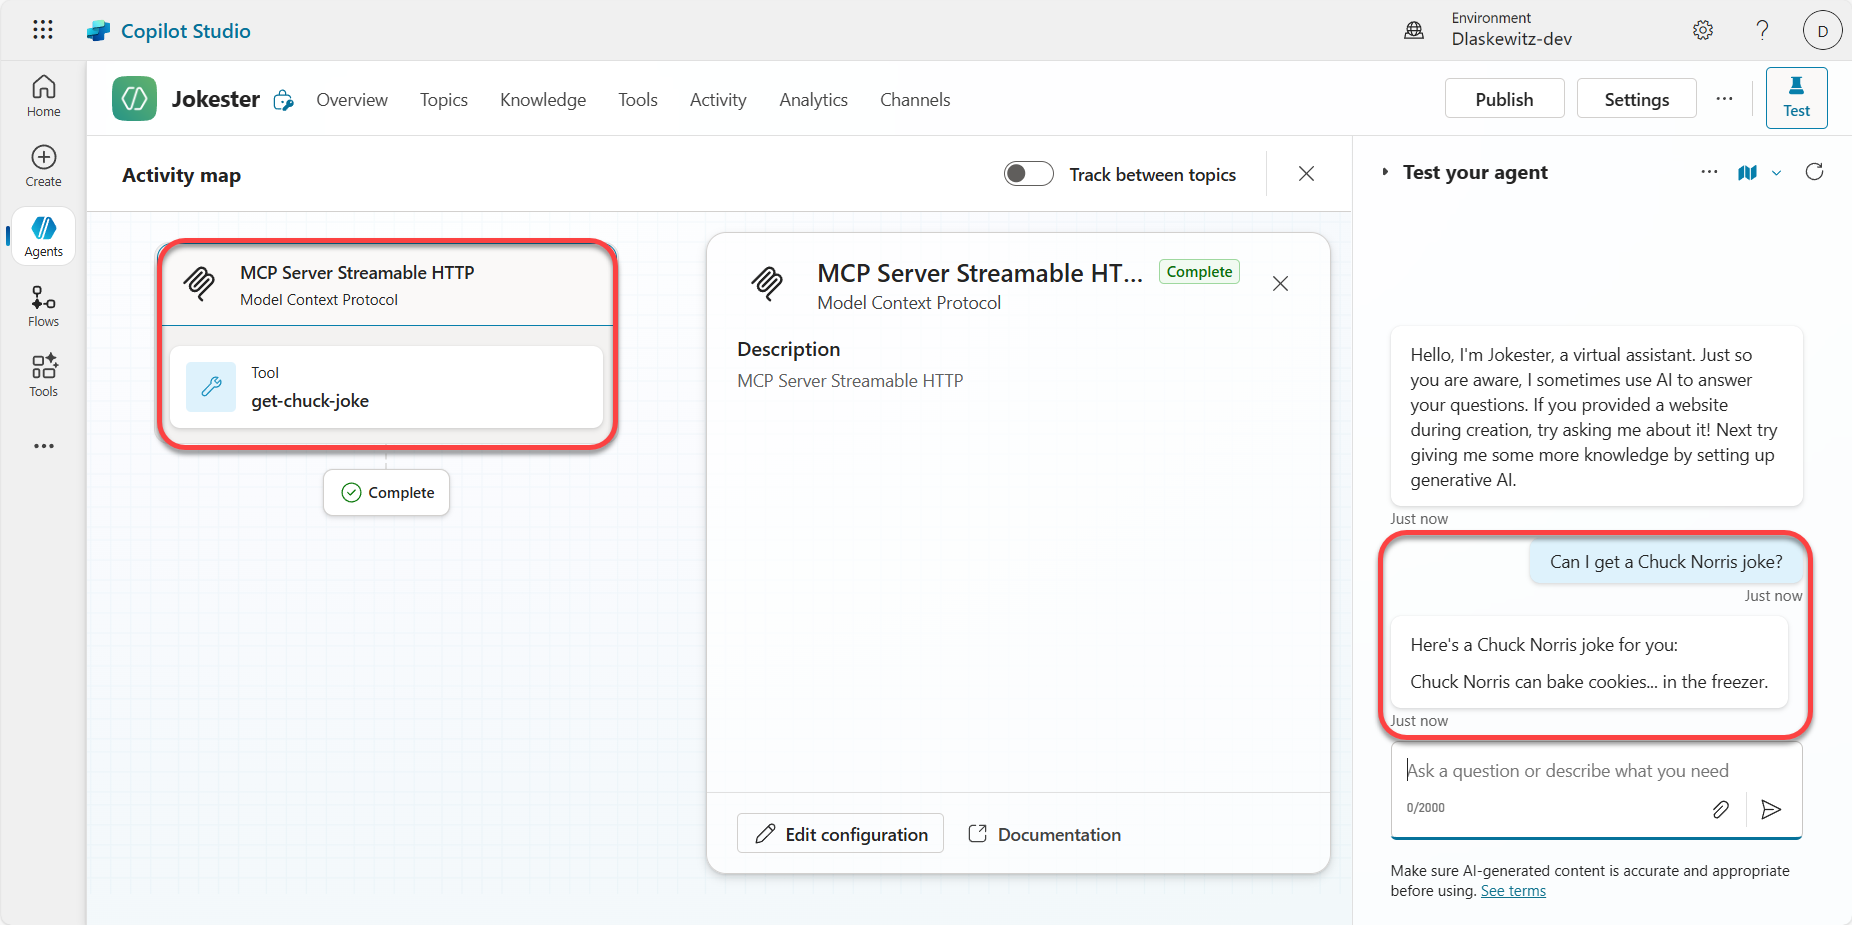 Copilot Studio
Environment
Dlaskewitz-dev
D
Home
Create
Agents
Flows
Tools
Jokester
Overview
Topics
Knowledge
Tools
Activity
Analytics
Channels
Publish
Settings
Test
Activity map
Track between topics
MCP Server Streamable HTTP
Model Context Protocol
Tool
get-chuck-joke
Complete
MCP Server Streamable HT...
Complete
Model Context Protocol
Description
MCP Server Streamable HTTP
Edit configuration
Documentation
Test your agent
Hello, I'm Jokester, a virtual assistant. Just so
you are aware, I sometimes use AI to answer
your questions. If you provided a website
during creation, try asking me about it! Next try
giving me some more knowledge by setting up
generative AI.
Just now
Can I get a Chuck Norris joke?
Just now
Here's a Chuck Norris joke for you:
Chuck Norris can bake cookies... in the freezer.
Just now
Ask a question or describe what you need
0/2000
Make sure AI-generated content is accurate and appropriate
before using. See terms